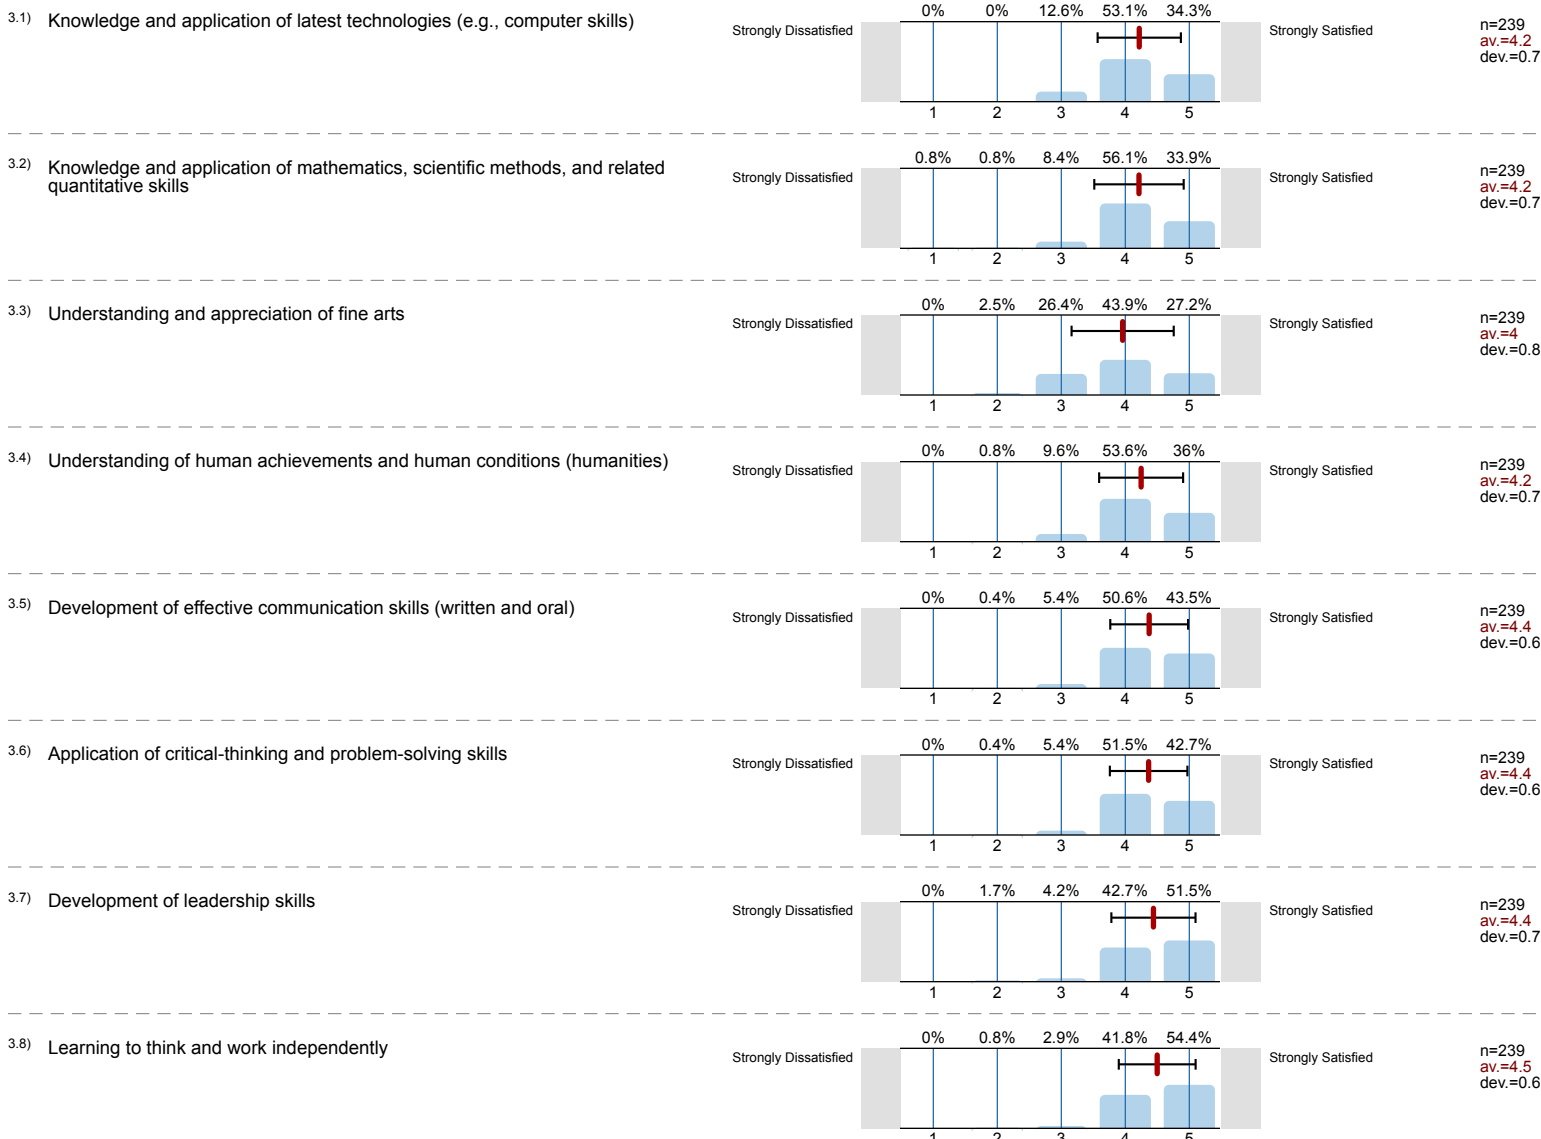 3.1) Knowledge and application of latest technologies (e.g., computer skills)
0% 0% 12.6% 53.1% 34.3%
Strongly Dissatisfied Strongly Satisfied
n=239
av.=4.2
dev.=0.7
1 2 3 4 5
3.2) Knowledge and application of mathematics, scientific methods, and related
quantitative skills
0.8% 0.8% 8.4% 56.1% 33.9%
Strongly Dissatisfied Strongly Satisfied
n=239
av.=4.2
dev.=0.7
1 2 3 4 5
3.3) Understanding and appreciation of fine arts
0% 2.5% 26.4% 43.9% 27.2%
Strongly Dissatisfied Strongly Satisfied
n=239
av.=4
dev.=0.8
1 2 3 4 5
3.4) Understanding of human achievements and human conditions (humanities)
0% 0.8% 9.6% 53.6% 36%
Strongly Dissatisfied Strongly Satisfied
n=239
av.=4.2
dev.=0.7
1 2 3 4 5
3.5) Development of effective communication skills (written and oral)
0% 0.4% 5.4% 50.6% 43.5%
Strongly Dissatisfied Strongly Satisfied
n=239
av.=4.4
dev.=0.6
1 2 3 4 5
3.6) Application of critical-thinking and problem-solving skills
0% 0.4% 5.4% 51.5% 42.7%
Strongly Dissatisfied Strongly Satisfied
n=239
av.=4.4
dev.=0.6
1 2 3 4 5
3.7) Development of leadership skills
0% 1.7% 4.2% 42.7% 51.5%
Strongly Dissatisfied Strongly Satisfied
n=239
av.=4.4
dev.=0.7
1 2 3 4 5
3.8) Learning to think and work independently
0% 0.8% 2.9% 41.8% 54.4%
Strongly Dissatisfied Strongly Satisfied
n=239
av.=4.5
dev.=0.6
1 2 3 4 5